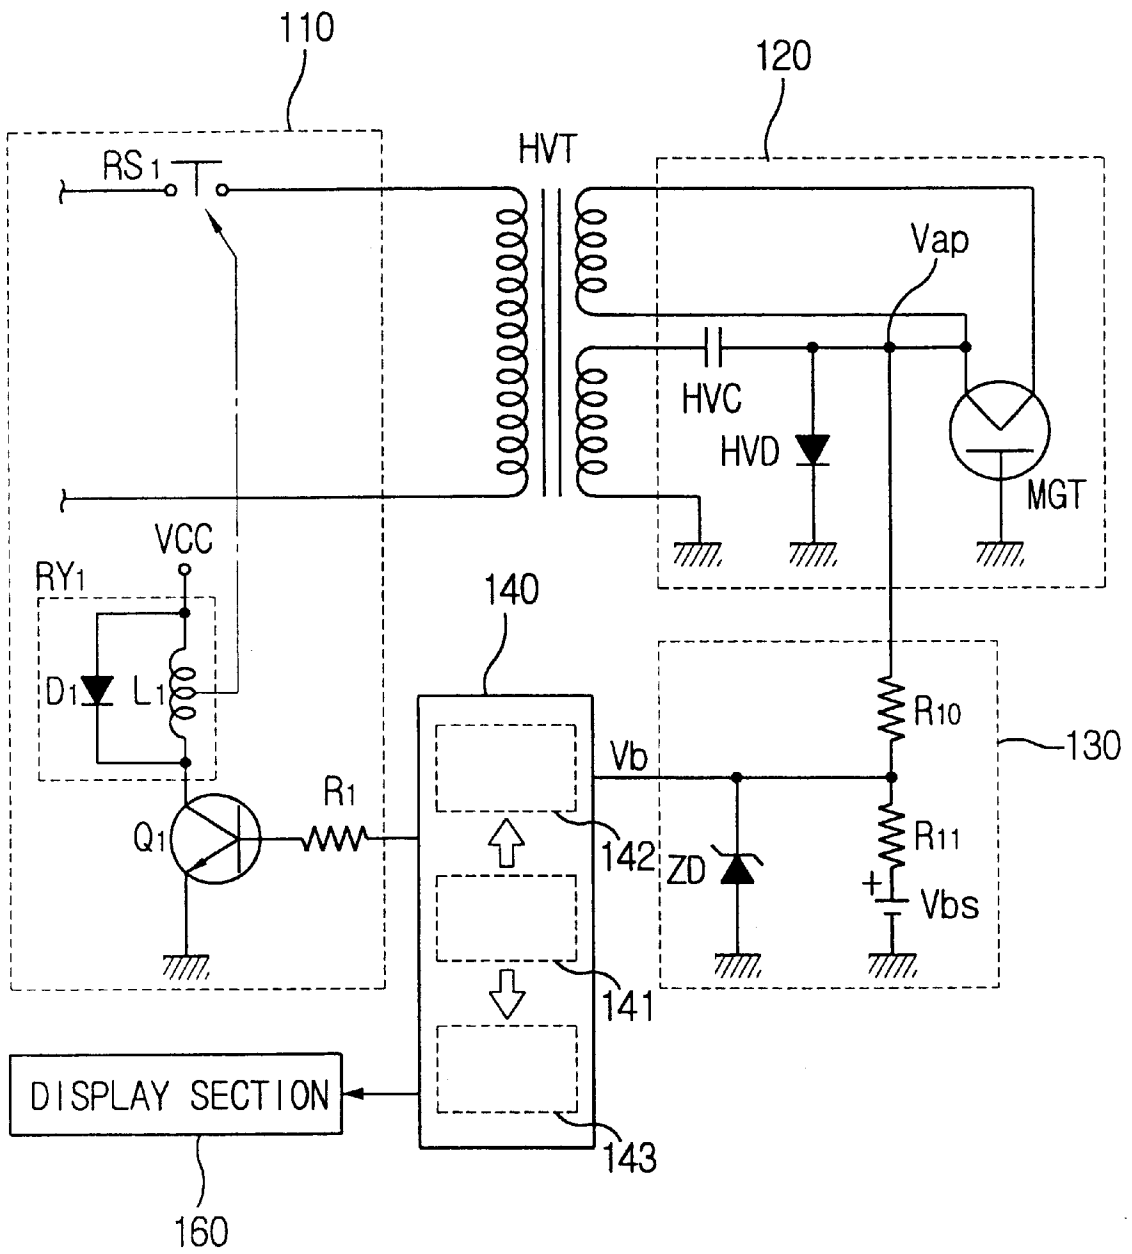 110
120
HVT
RS1
Vap
HVC
HVD
MGT
VCC
RY1
140
D1
L1
R10
130
Vb
R1
Q1
142
R11
ZD
+
Vbs
141
DISPLAY SECTION
143
160